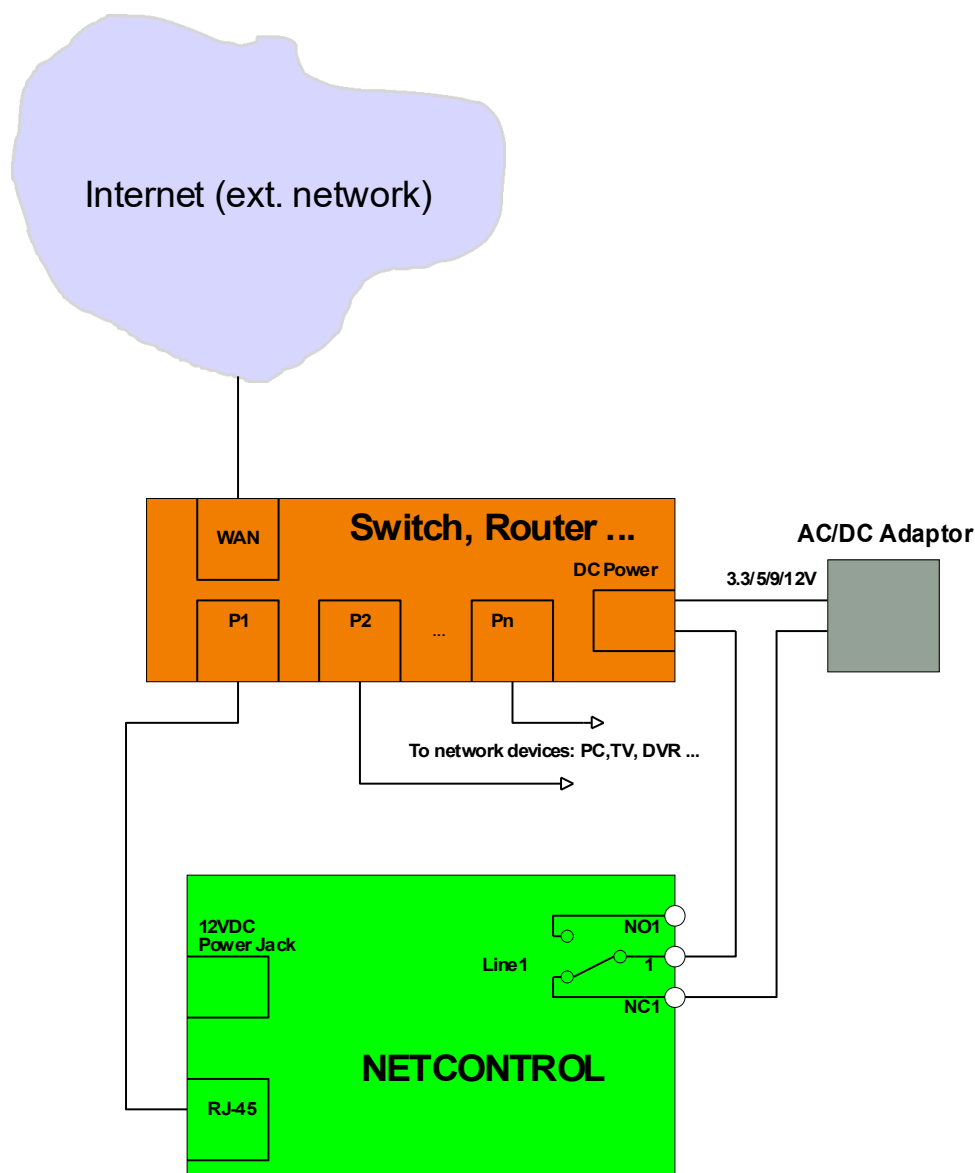 Internet (ext. network)
Switch, Router ...
AC/DC Adaptor
WAN
DC Power
3.3/5/9/12V
P1
P2
...
Pn
To network devices: PC,TV, DVR ...
12VDC
Power Jack
NO1
Line1
1
NC1
NETCONTROL
RJ-45